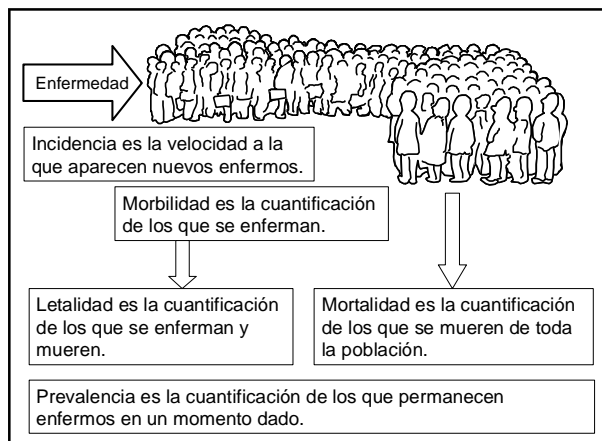 Enfermedad
Incidencia es la velocidad a la
que aparecen nuevos enfermos.
Morbilidad es la cuantificación
de los que se enferman.
Letalidad es la cuantificación
de los que se enferman y
mueren.
Mortalidad es la cuantificación
de los que se mueren de toda
la población.
Prevalencia es la cuantificación de los que permanecen
enfermos en un momento dado.